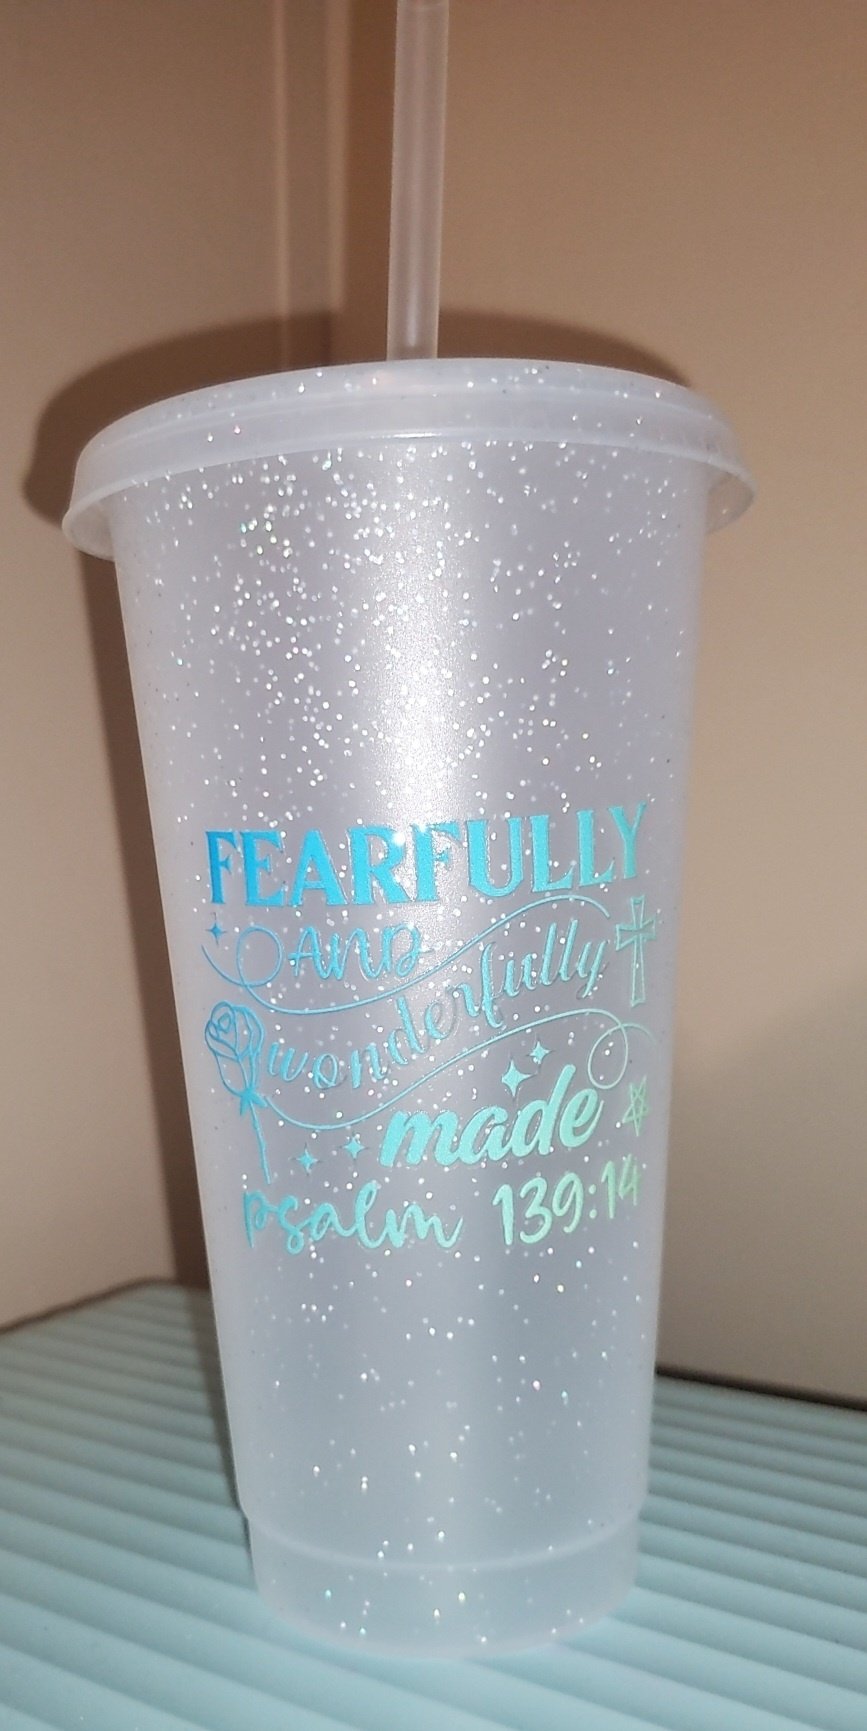 FEARFULLY
AND
wonderfully
made
psalm 139:14